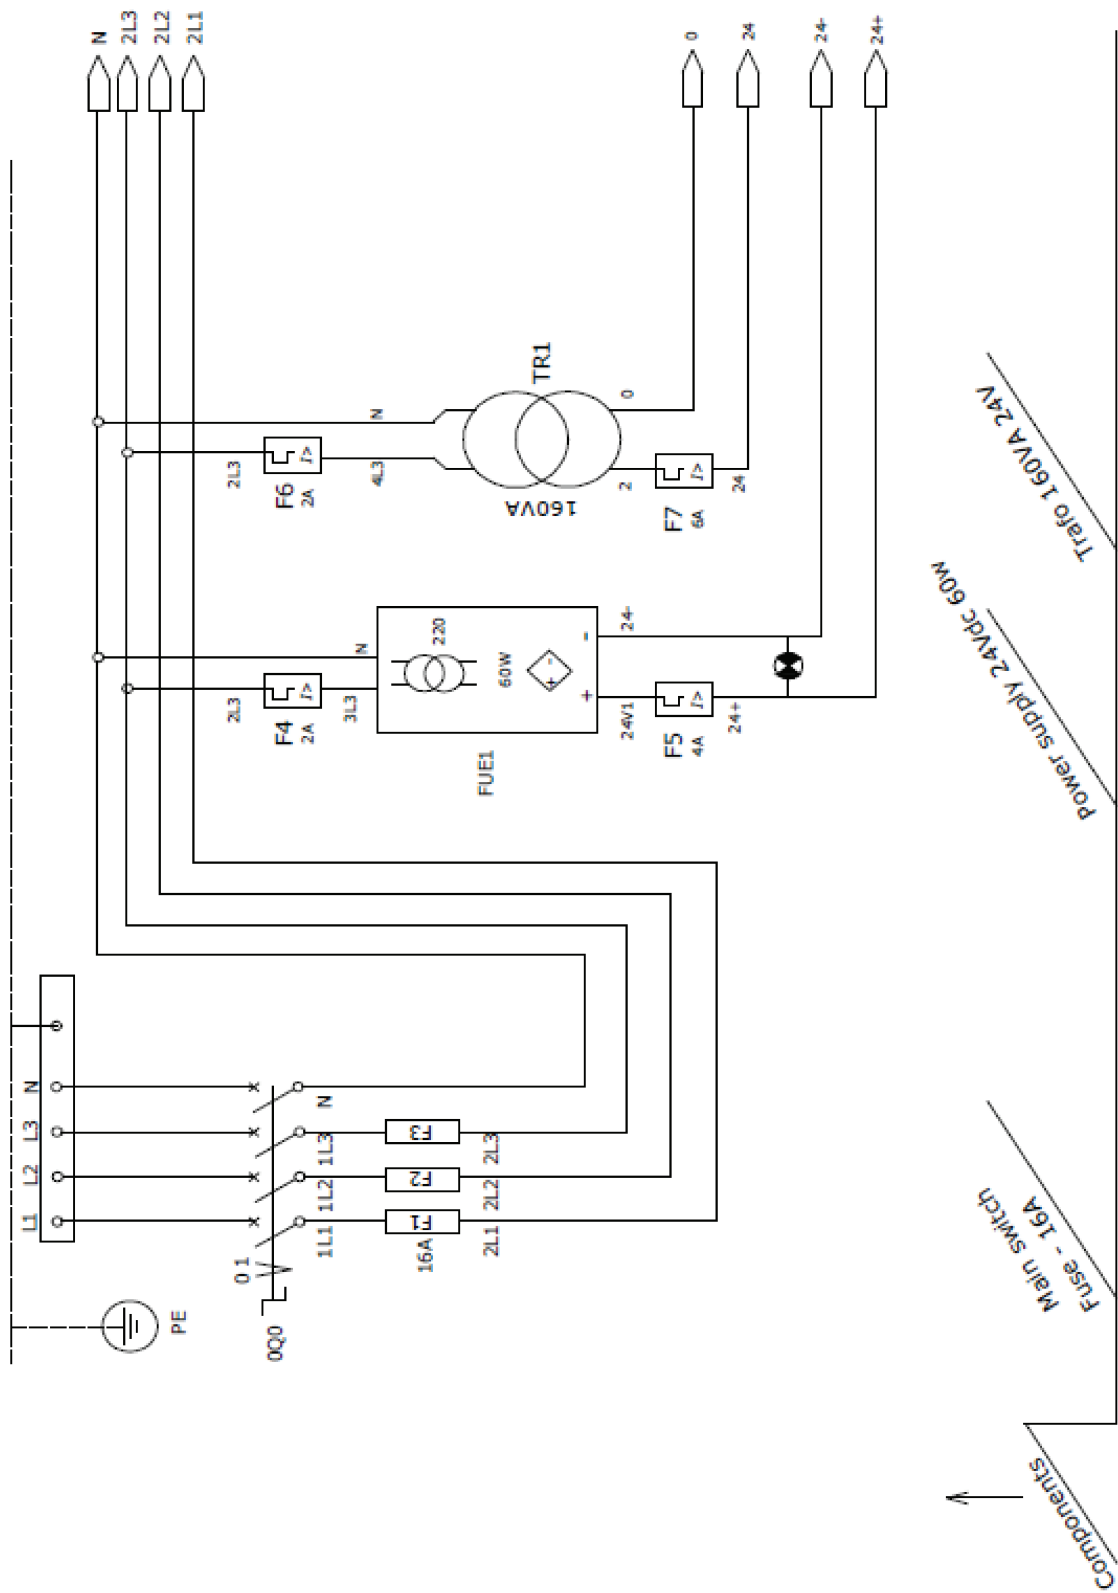 N
2L3
2L2
2L1
0
24
24-
24+
2L3
F6
2A
4L3
N
TR1
160VA
2
0
F7
6A
I>
I>
24
2L3
F4
2A
I>
3L3
N
220
60W
- +
+
-
FUE1
24V1
24-
F5
4A
I>
24+
L1
L2
L3
N
PE
0 1
0Q0
1L1
1L2
1L3
N
16A
F1
F2
F3
2L1
2L2
2L3
Components
Main switch
Fuse - 16A
Power supply 24Vdc 60w
Trafo 160VA 24V